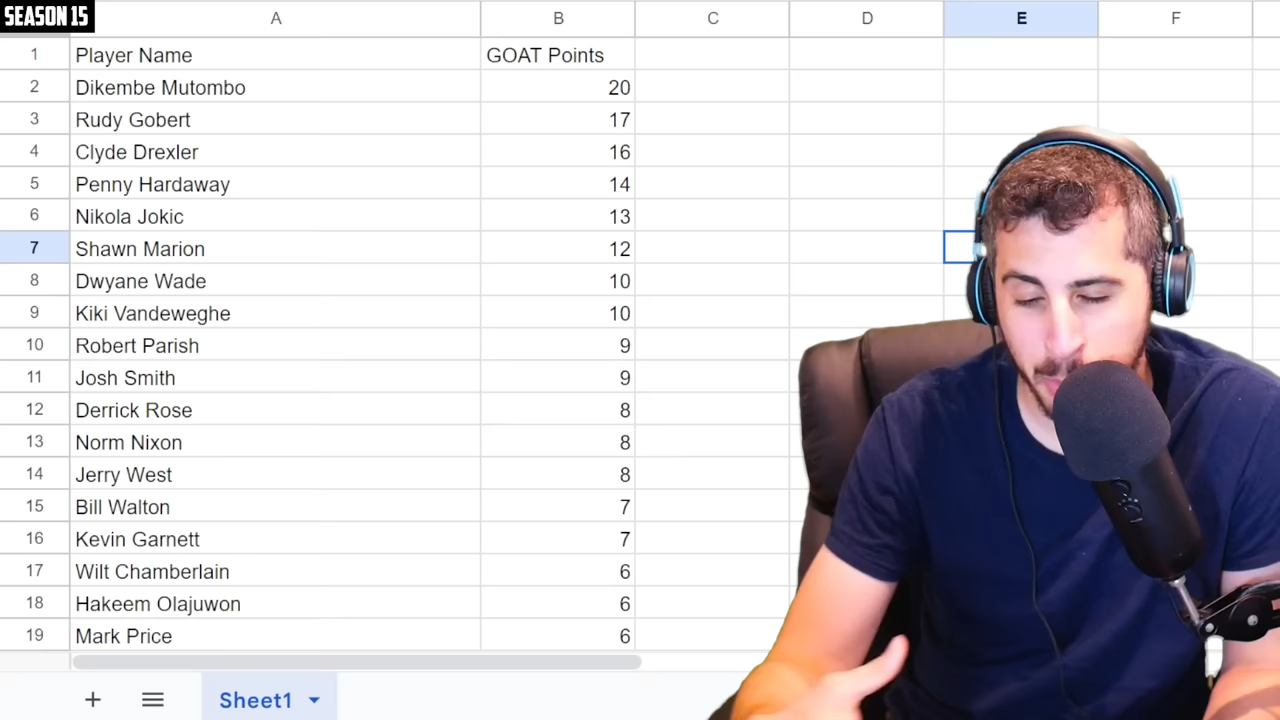 SEASON 15
A B C D E F
1 Player Name GOAT Points
2 Dikembe Mutombo 20
3 Rudy Gobert 17
4 Clyde Drexler 16
5 Penny Hardaway 14
6 Nikola Jokic 13
7 Shawn Marion 12
8 Dwyane Wade 10
9 Kiki Vandeweghe 10
10 Robert Parish 9
11 Josh Smith 9
12 Derrick Rose 8
13 Norm Nixon 8
14 Jerry West 8
15 Bill Walton 7
16 Kevin Garnett 7
17 Wilt Chamberlain 6
18 Hakeem Olajuwon 6
19 Mark Price 6
Sheet1